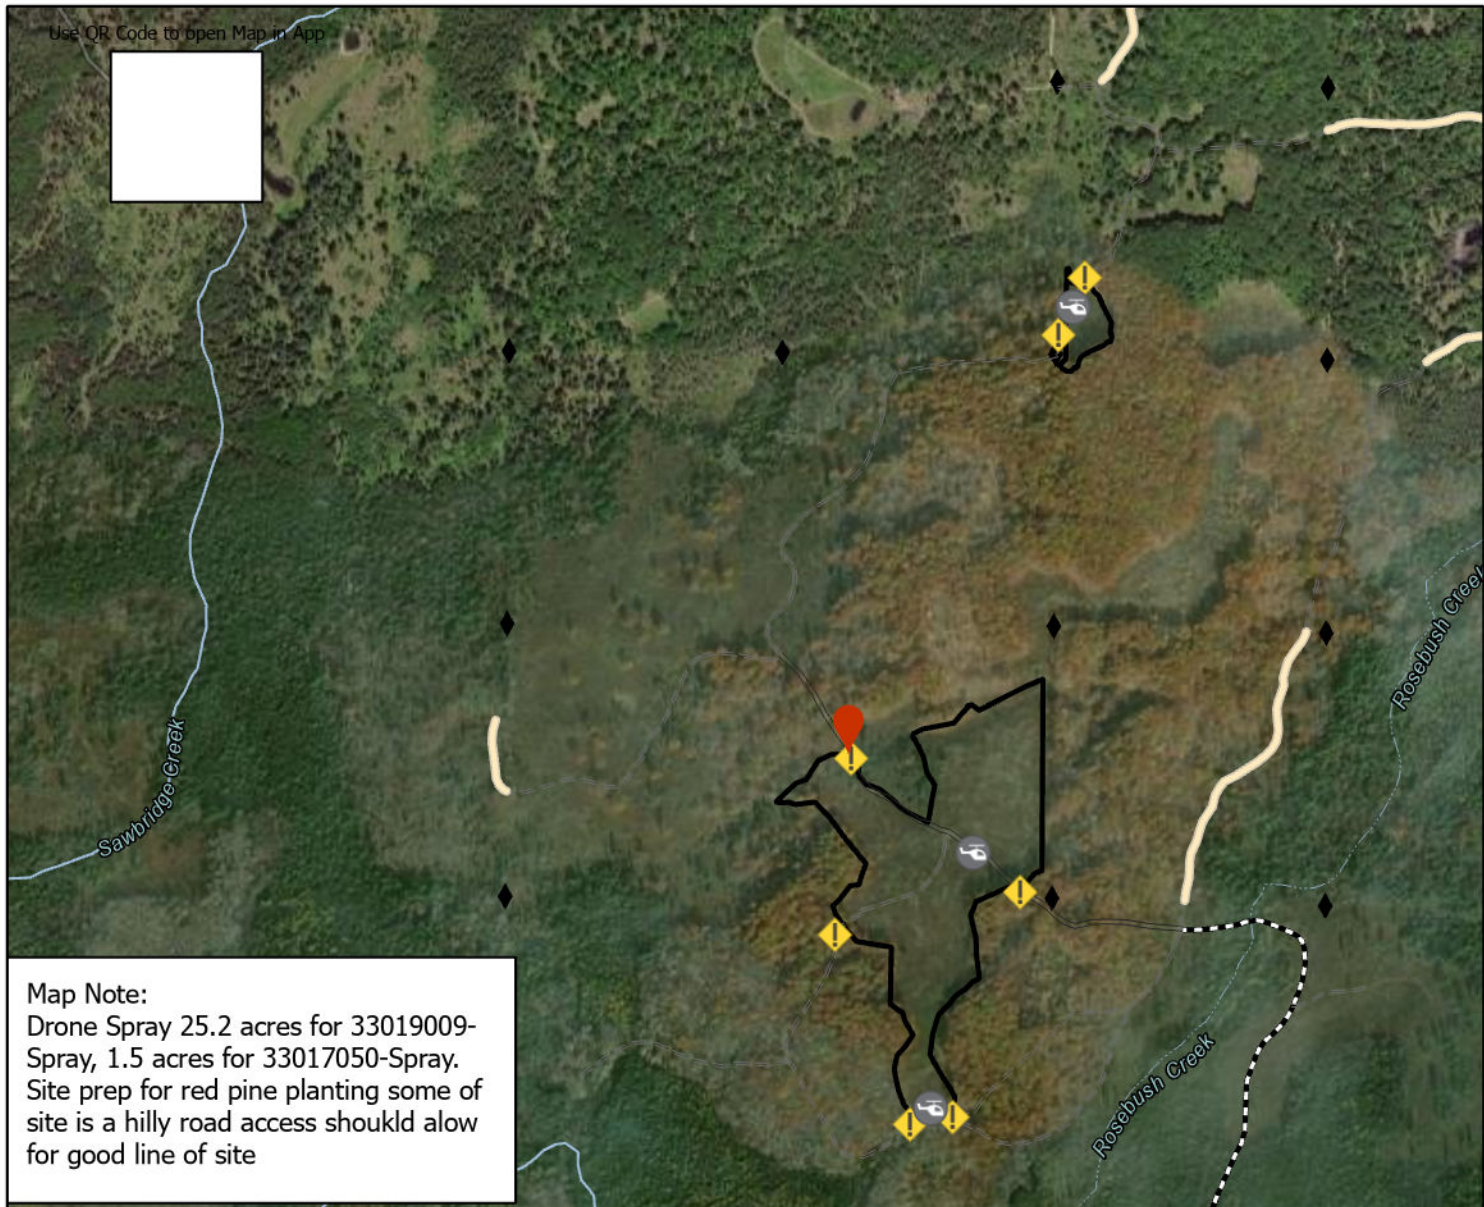 Use QR Code to open Map in App
Sawbridge Creek
Rosebush Creek
Rosebush Creek
Map Note:
Drone Spray 25.2 acres for 33019009-
Spray, 1.5 acres for 33017050-Spray.
Site prep for red pine planting some of
site is a hilly road access shoukld alow
for good line of site